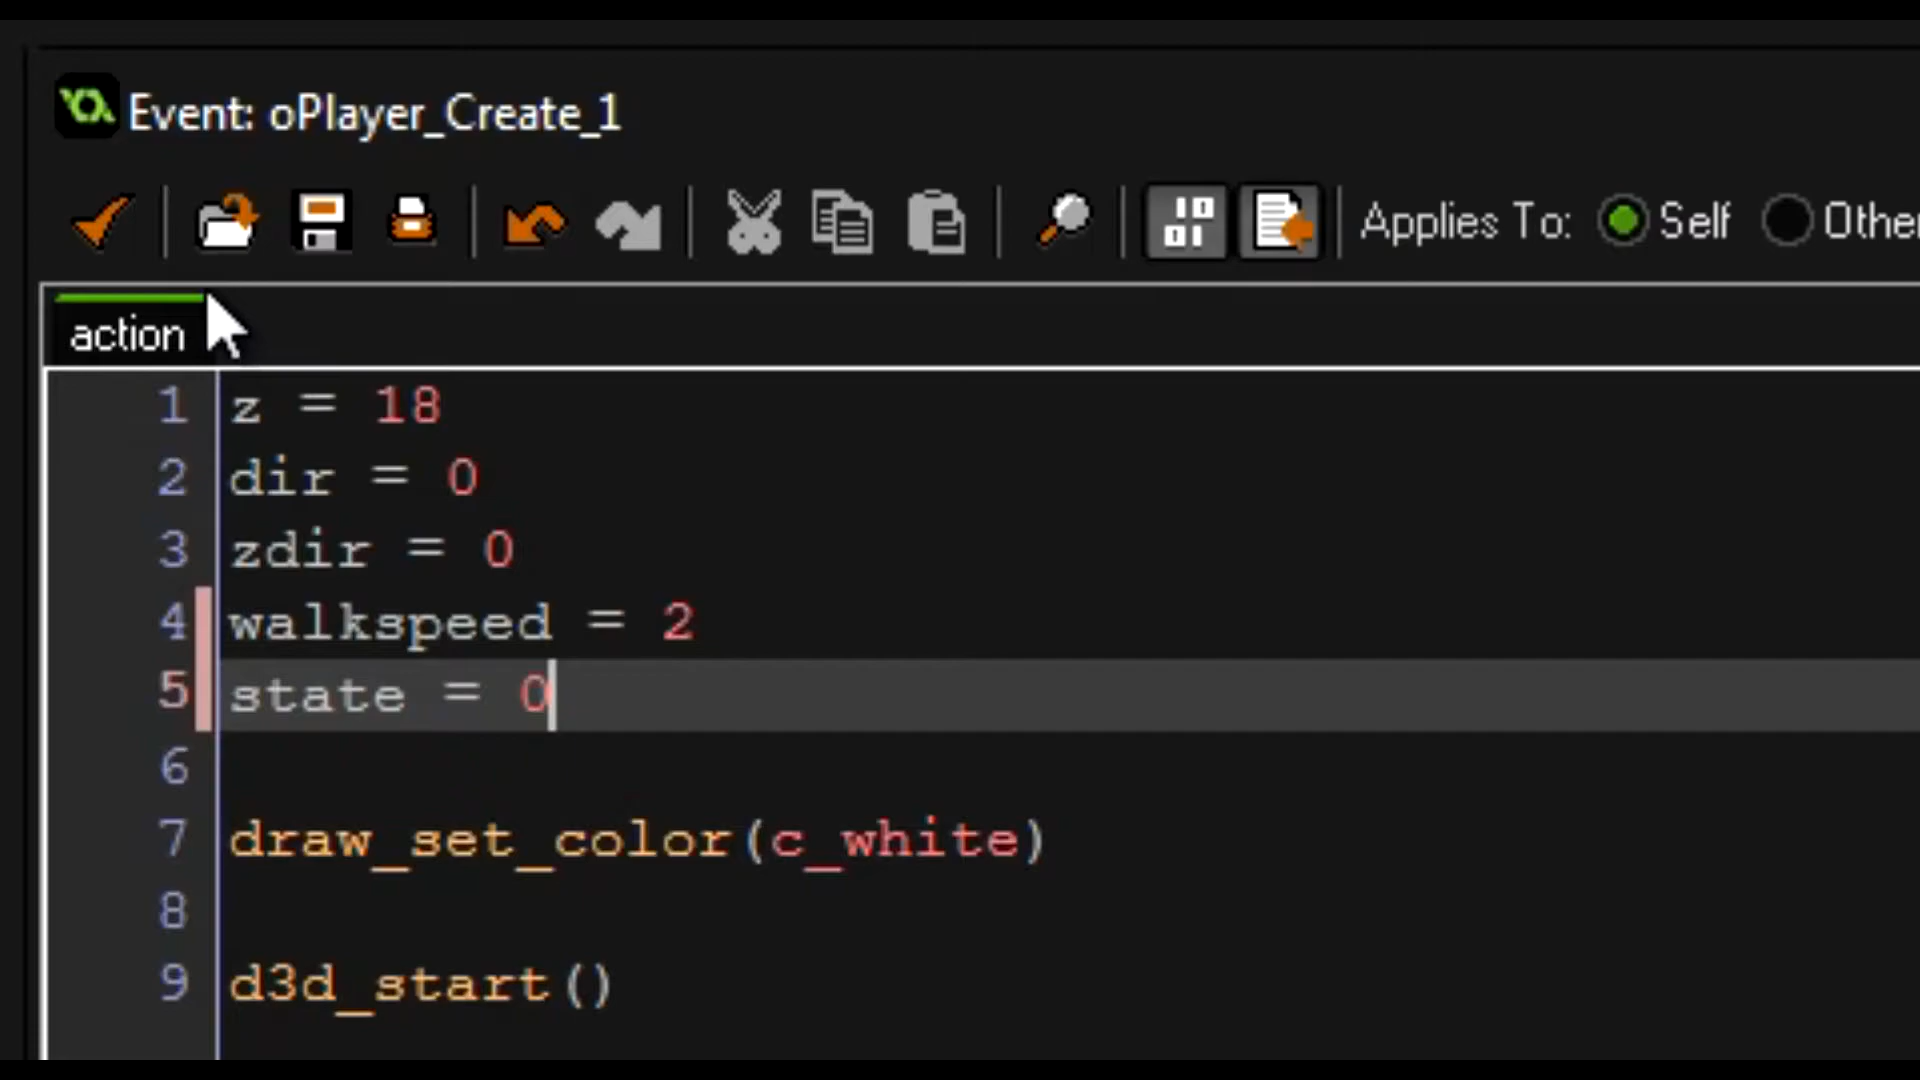 Event: oPlayer_Create_1
Applies To: Self Other
action
1 z = 18
2 dir = 0
3 zdir = 0
4 walkspeed = 2
5 state = 0
6
7 draw_set_color(c_white)
8
9 d3d_start()